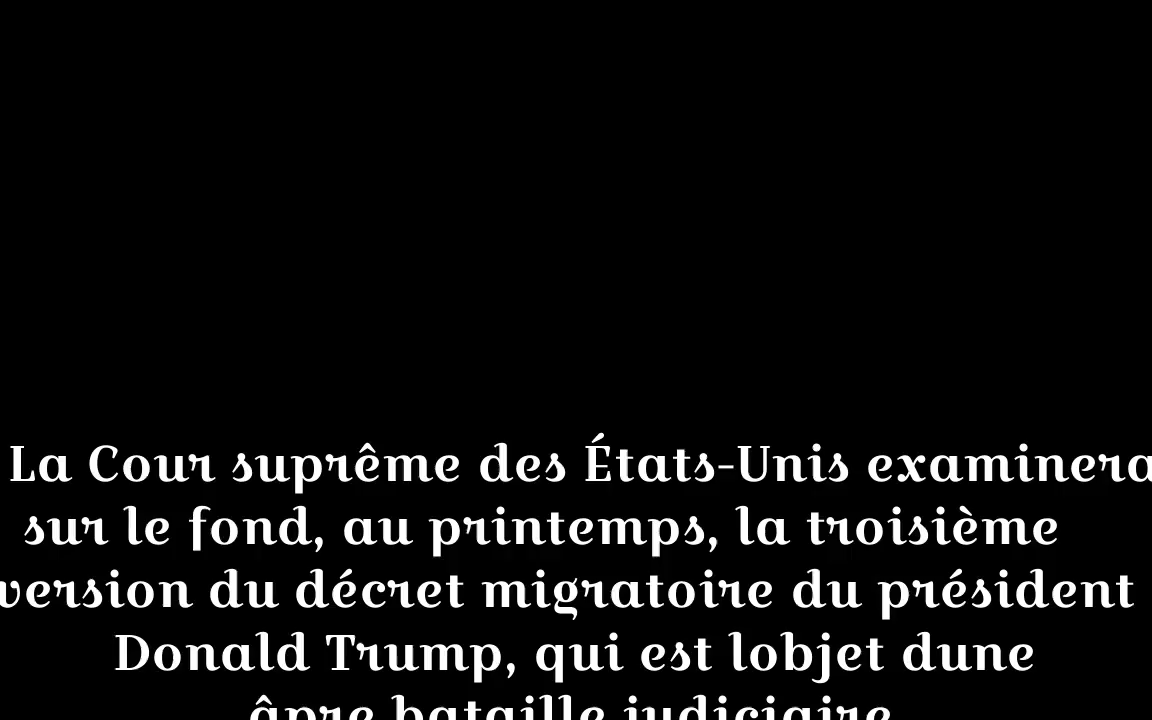 La Cour suprême des États-Unis examinera
sur le fond, au printemps, la troisième
version du décret migratoire du président
Donald Trump, qui est lobjet dune
âpre bataille judiciaire